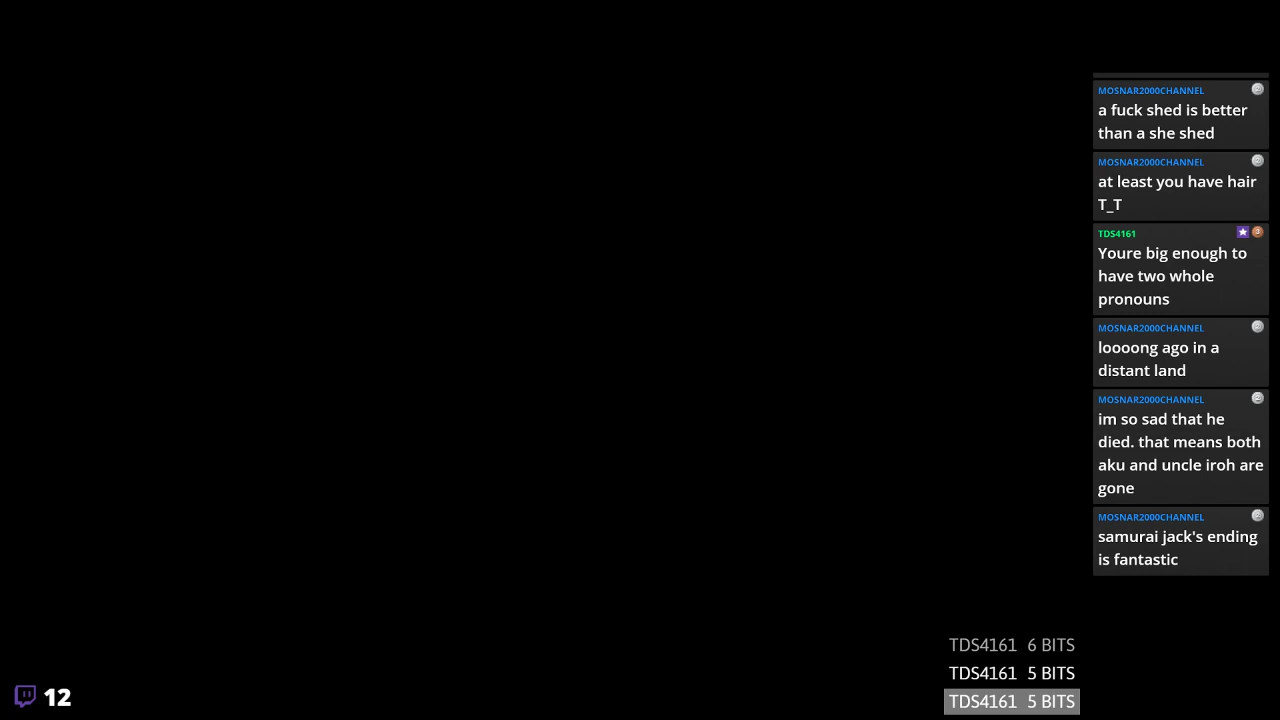 MOSNAR2000CHANNEL
a fuck shed is better
than a she shed
MOSNAR2000CHANNEL
at least you have hair
T_T
TDS4161
Youre big enough to
have two whole
pronouns
MOSNAR2000CHANNEL
loooong ago in a
distant land
MOSNAR2000CHANNEL
im so sad that he
died. that means both
aku and uncle iroh are
gone
MOSNAR2000CHANNEL
samurai jack's ending
is fantastic
TDS4161 6 BITS
TDS4161 5 BITS
TDS4161 5 BITS
12